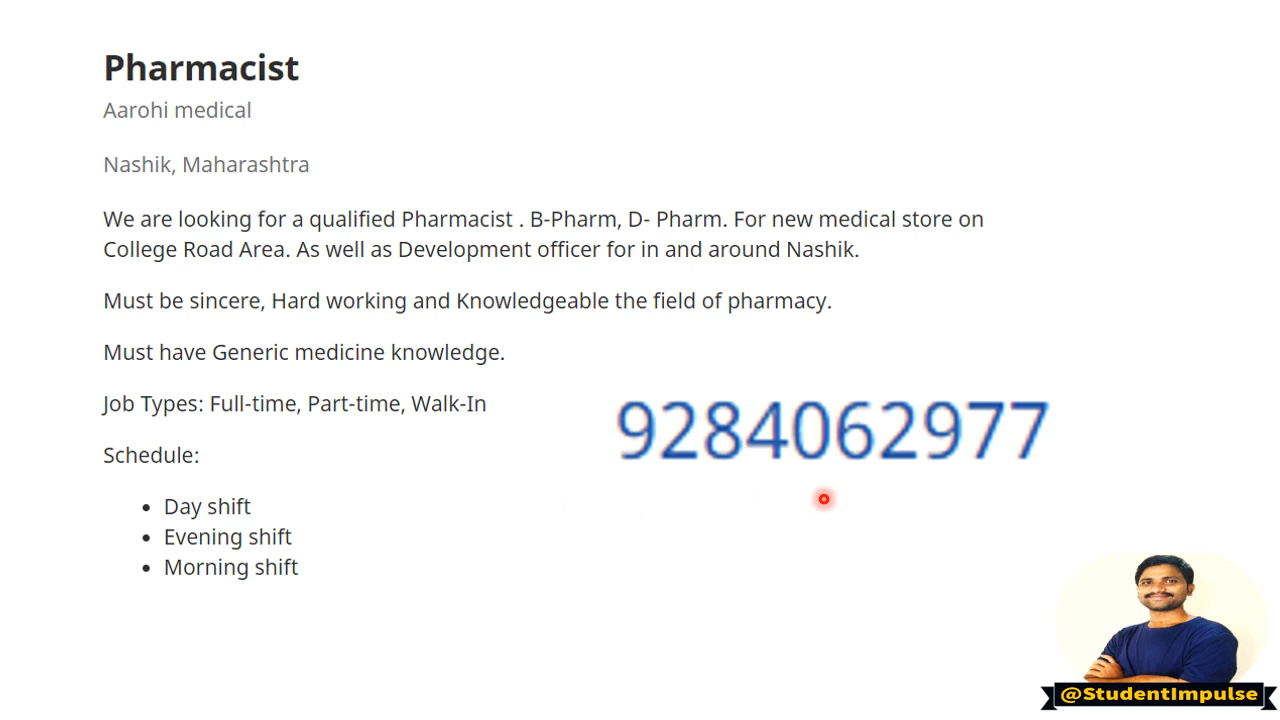 Pharmacist
Aarohi medical
Nashik, Maharashtra
We are looking for a qualified Pharmacist . B-Pharm, D- Pharm. For new medical store on
College Road Area. As well as Development officer for in and around Nashik.
Must be sincere, Hard working and Knowledgeable the field of pharmacy.
Must have Generic medicine knowledge.
Job Types: Full-time, Part-time, Walk-In
9284062977
Schedule:
• Day shift
• Evening shift
• Morning shift
@StudentImpulse